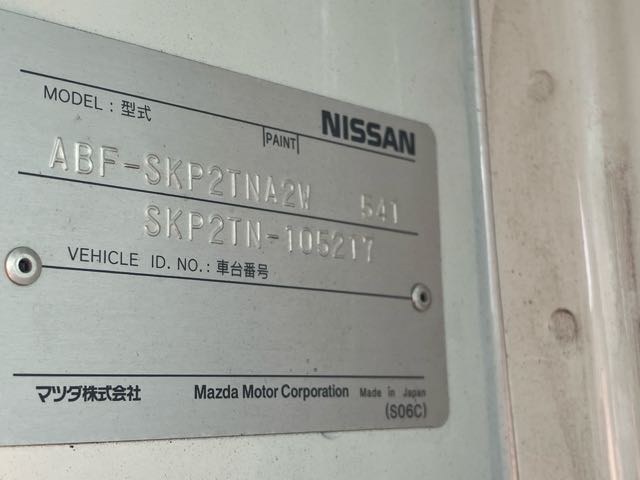 MODEL : 型式
PAINT NISSAN
ABF-SKP2TNA2W 541
SKP2TN-105217
VEHICLE ID. NO. : 車台番号
マツダ株式会社 Mazda Motor Corporation Made in Japan
(S06C)